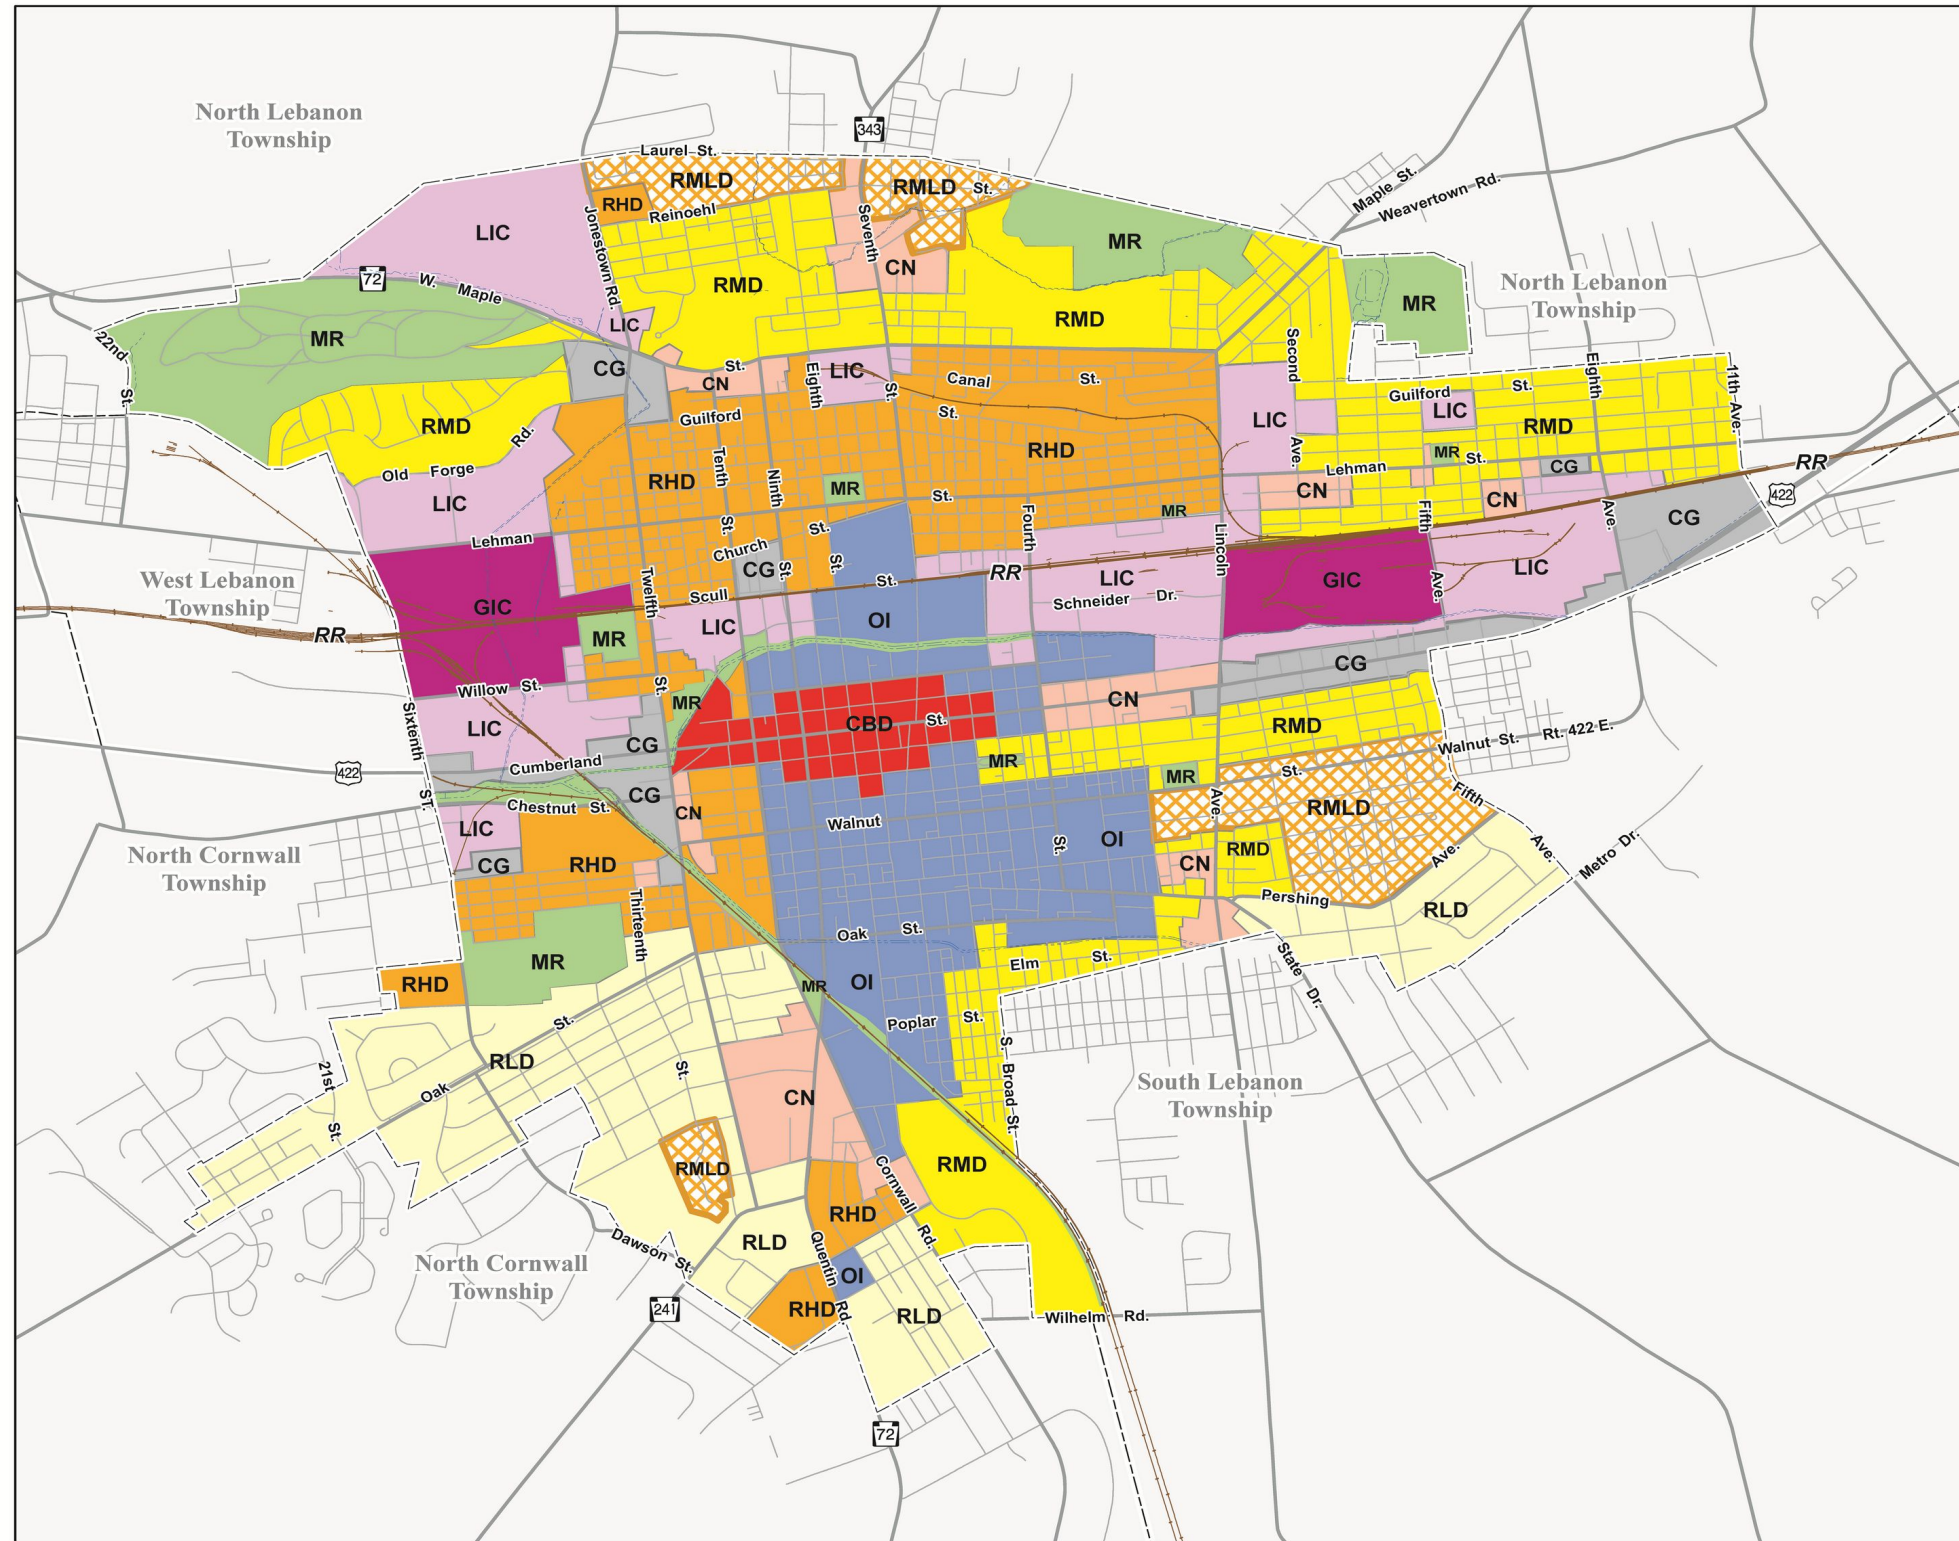 North Lebanon
Township
343
Laurel St.
RMLD
RMLD
St.
RHD
Reinoehl
Jonestown Rd.
Seventh
LIC
MR
CN
RMD
RMD
Maple St.
Weavertown Rd.
North Lebanon
Township
MR
72
W. Maple
LIC
MR
22nd
St.
CG
St.
CN
LIC
Eighth
St.
Canal St.
St.
Second
Ave.
Guilford St.
LIC
Eighth
Ave.
11th Ave.
RMD
RMD
Old Forge Rd.
LIC
Guilford
RHD
Tenth
St.
Ninth
St.
MR
St.
RHD
LIC
MR
St.
Lehman
CN
CN
CG
RR
422
CG
Lehman
Church St.
CG
St.
Fourth
MR
Lincoln
Fifth
Ave.
West Lebanon
Township
GIC
RR
Twelfth
St.
Scull
St.
RR
LIC
Schneider Dr.
GIC
LIC
MR
LIC
OI
CG
Willow St.
MR
CBD
St.
CN
RMD
Sixteenth
ST.
LIC
CG
422
Cumberland
MR
MR
St.
Walnut St.
Rt. 422 E.
CG
Chestnut St.
CN
LIC
Walnut
St.
OI
Ave.
RMLD
Fifth
Ave.
North Cornwall
Township
CG
RHD
CN
RMD
Ave.
Metro Dr.
Pershing
RLD
Thirteenth
St.
Oak St.
Elm St.
State
Dr.
MR
RHD
MR
OI
Poplar St.
S. Broad St.
21st
St.
Oak
St.
RLD
CN
South Lebanon
Township
RMLD
RMD
Cornwall
Rd.
RHD
North Cornwall
Township
Dawson St.
RLD
Quentin
Rd.
OI
241
RHD
RLD
Wilhelm Rd.
72